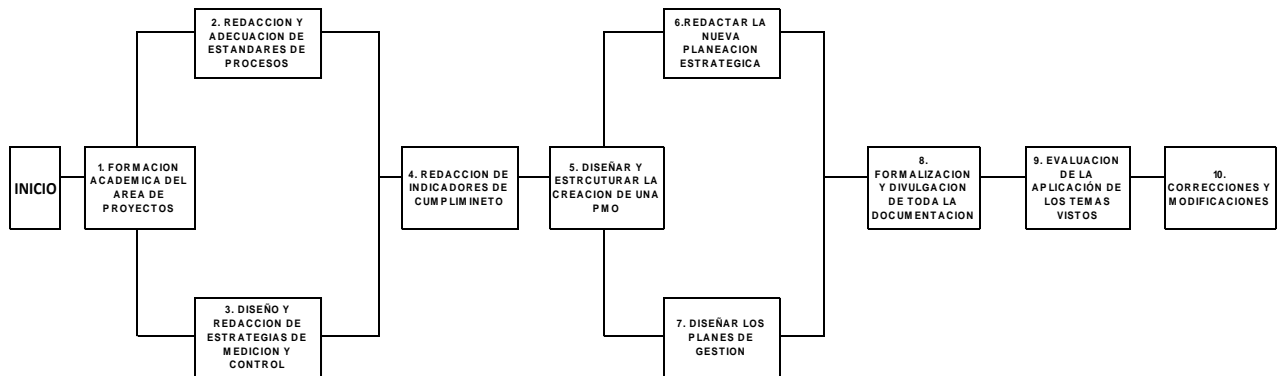 INICIO
1. FORMACION
ACADEMICA DEL
AREA DE
PROYECTOS
2. REDACCION Y
ADECUACION DE
ESTANDARES DE
PROCESOS
3. DISEÑO Y
REDACCION DE
ESTRATEGIAS DE
MEDICION Y
CONTROL
4. REDACCION DE
INDICADORES DE
CUMPLIMINETO
5. DISEÑAR Y
ESTRCUTURAR LA
CREACION DE UNA
PMO
6.REDACTAR LA
NUEVA
PLANEACION
ESTRATEGICA
7. DISEÑAR LOS
PLANES DE
GESTION
8.
FORMALIZACION
Y DIVULGACION
DE TODA LA
DOCUMENTACION
9. EVALUACION
DE LA
APLICACIÓN DE
LOS TEMAS
VISTOS
10.
CORRECCIONES Y
MODIFICACIONES